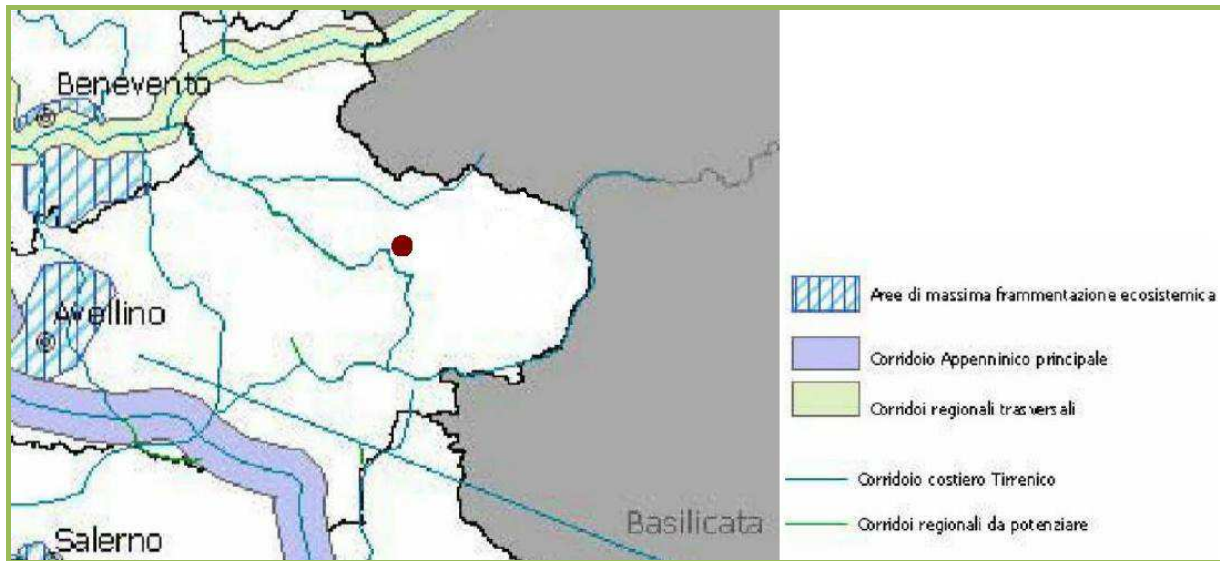 Benevento
Avellino
Salerno
Basilicata
Aree di massima frammentazione ecosistemica
Corridoio Appenninico principale
Corridoi regionali trasversali
Corridoio costiero Tirrenico
Corridoi regionali da potenziare